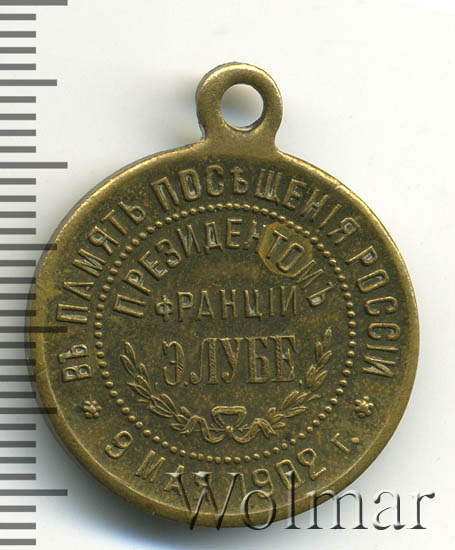 ВЪ ПАМЯТЬ ПОСѢЩЕНІЯ РОССІИ
ПРЕЗИДЕНТОМЪ
ФРАНЦІИ
Э.ЛУБЕ
9 МАЯ 1902 г.
Wolmar